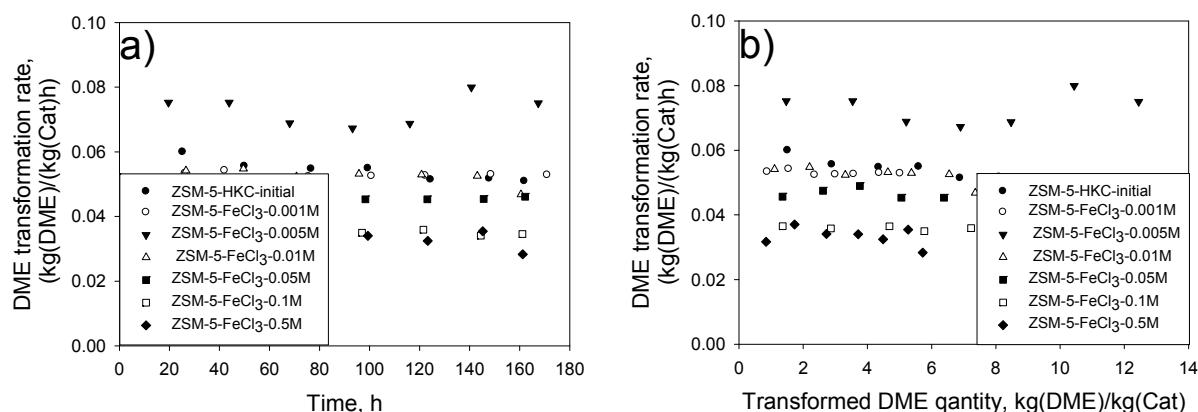 a)
DME transformation rate,
(kg(DME)/(kg(Cat)h)
0.10
0.08
0.06
0.04
0.02
0.00
ZSM-5-HKC-initial
ZSM-5-FeCl3-0.001M
ZSM-5-FeCl3-0.005M
ZSM-5-FeCl3-0.01M
ZSM-5-FeCl3-0.05M
ZSM-5-FeCl3-0.1M
ZSM-5-FeCl3-0.5M
0 20 40 60 80 100 120 140 160 180
Time, h
b)
DME transformation rate,
(kg(DME)/(kg(Cat)h)
0.10
0.08
0.06
0.04
0.02
0.00
ZSM-5-HKC-initial
ZSM-5-FeCl3-0.001M
ZSM-5-FeCl3-0.005M
ZSM-5-FeCl3-0.01M
ZSM-5-FeCl3-0.05M
ZSM-5-FeCl3-0.1M
ZSM-5-FeCl3-0.5M
0 2 4 6 8 10 12 14
Transformed DME qantity, kg(DME)/kg(Cat)